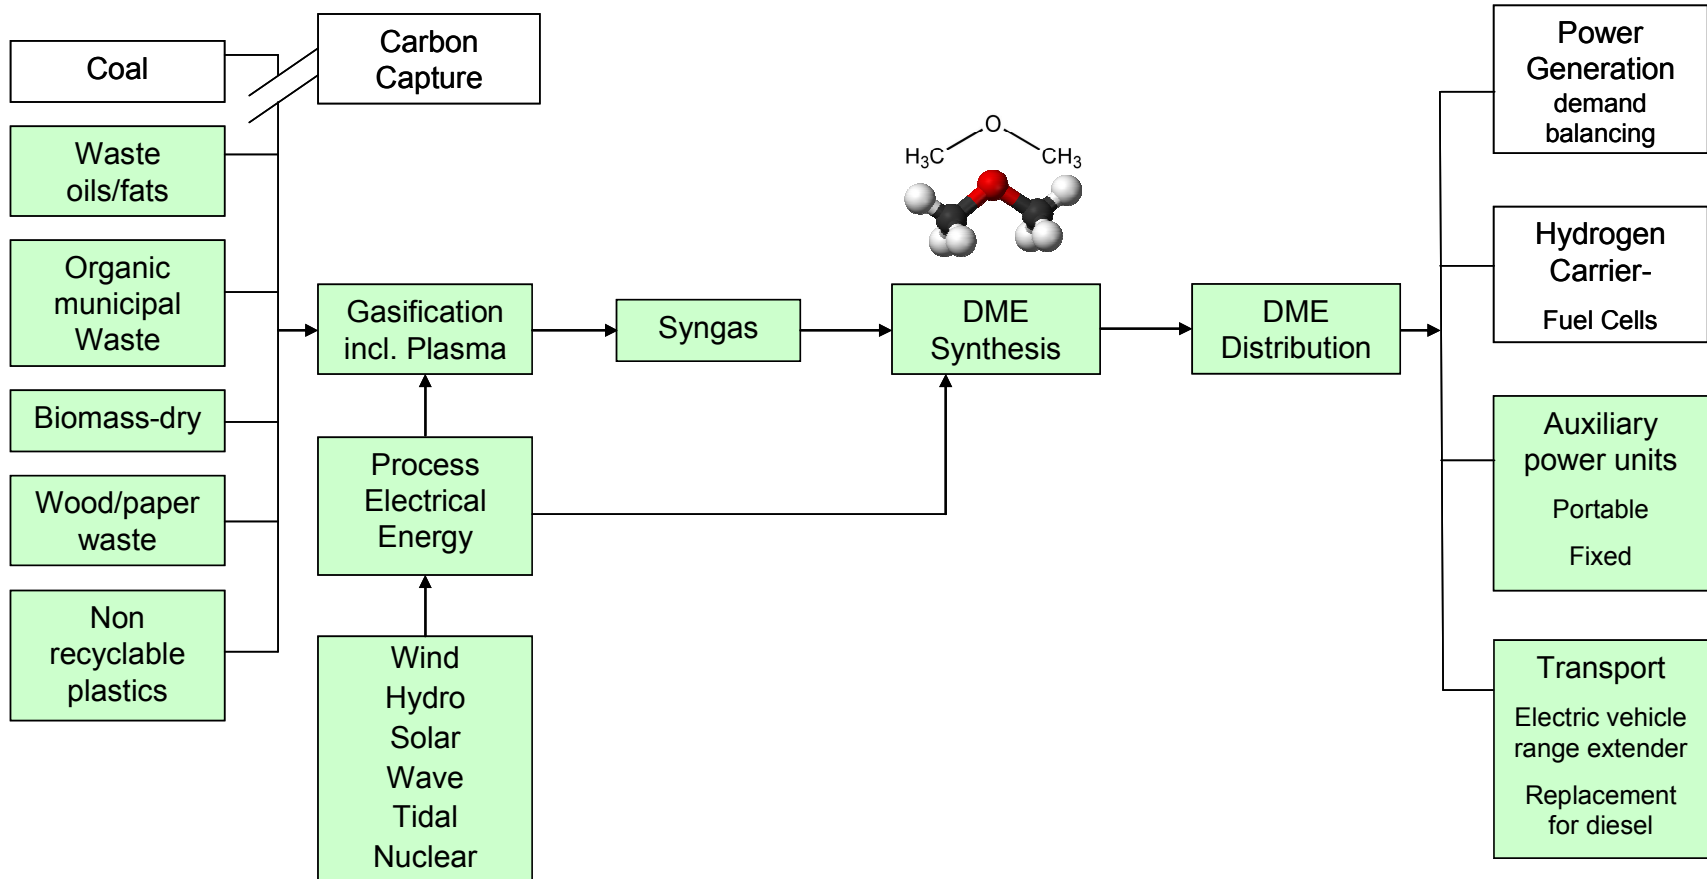 Coal
Carbon
Capture
Waste
oils/fats
Organic
municipal
Waste
Biomass-dry
Wood/paper
waste
Non
recyclable
plastics
Gasification
incl. Plasma
Process
Electrical
Energy
Wind
Hydro
Solar
Wave
Tidal
Nuclear
Syngas
O
H₃C CH₃
DME
Synthesis
DME
Distribution
Power
Generation
demand
balancing
Hydrogen
Carrier-
Fuel Cells
Auxiliary
power units
Portable
Fixed
Transport
Electric vehicle
range extender
Replacement
for diesel